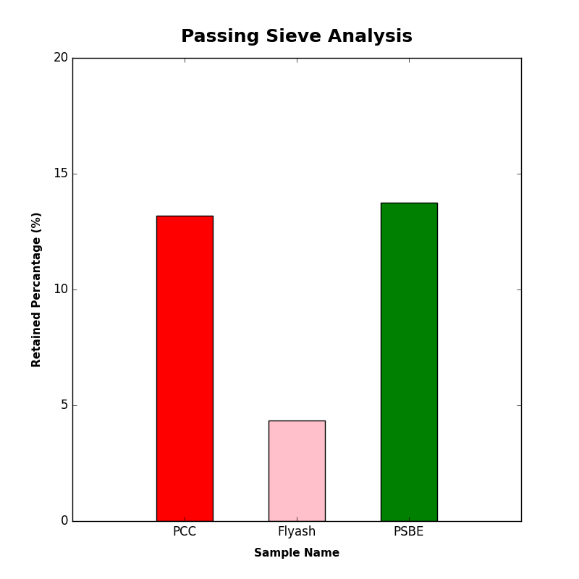 Passing Sieve Analysis
20
15
10
5
0
Retained Percantage (%)
PCC Flyash PSBE
Sample Name